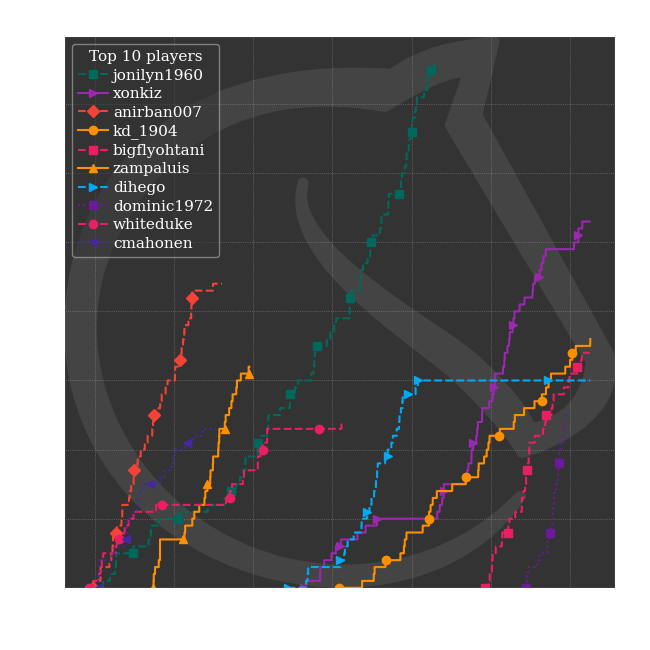 Top 10 players
jonilyn1960
xonkiz
anirban007
kd_1904
bigflyohtani
zampaluis
dihego
dominic1972
whiteduke
cmahonen